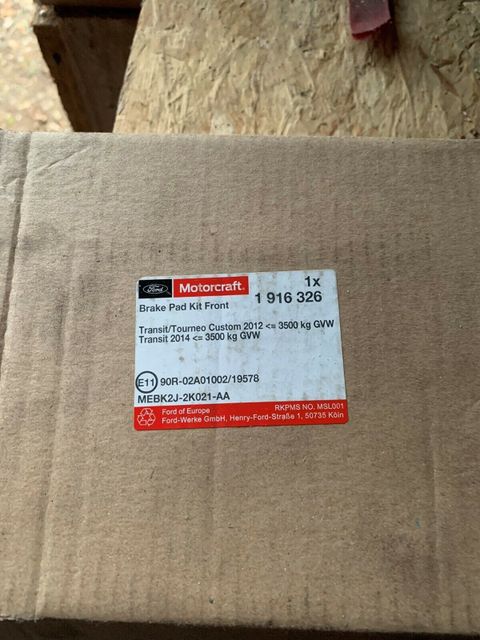 Ford Motorcraft. 1x
Brake Pad Kit Front 1 916 326
Transit/Tourneo Custom 2012 <= 3500 kg GVW
Transit 2014 <= 3500 kg GVW
E11 90R-02A01002/19578
MEBK2J-2K021-AA
Ford of Europe RKPMS NO. MSL001
Ford-Werke GmbH, Henry-Ford-Straße 1, 50735 Köln